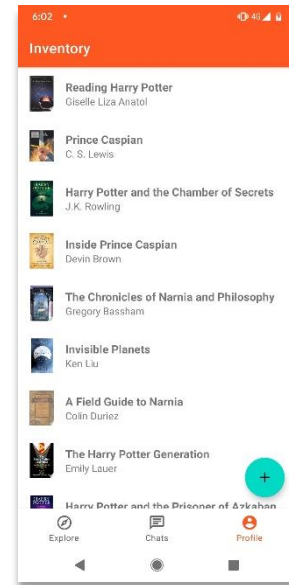 6:02
4G
Inventory
Reading Harry Potter
Giselle Liza Anatol
Prince Caspian
C. S. Lewis
Harry Potter and the Chamber of Secrets
J.K. Rowling
Inside Prince Caspian
Devin Brown
The Chronicles of Narnia and Philosophy
Gregory Bassham
Invisible Planets
Ken Liu
A Field Guide to Narnia
Colin Duriez
The Harry Potter Generation
Emily Lauer
+
Harry Potter and the Prisoner of Azkaban
Explore
Chats
Profile